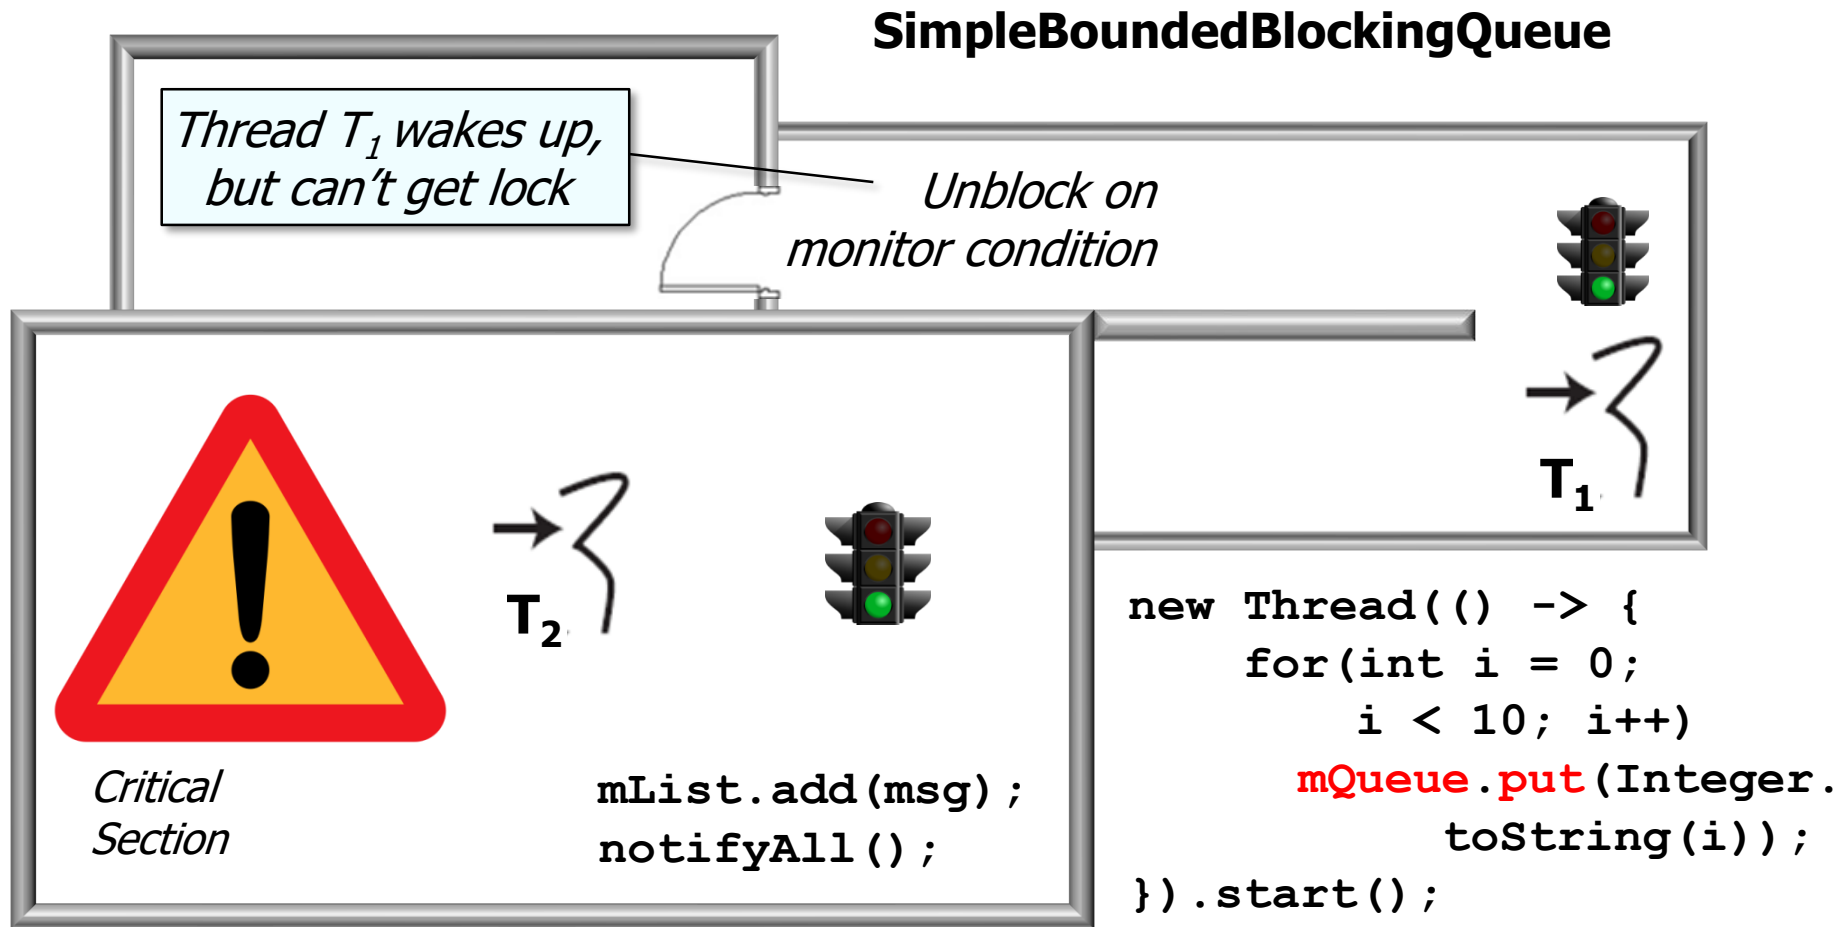 SimpleBoundedBlockingQueue
Thread T1 wakes up,
but can't get lock
Unblock on
monitor condition
T1
T2
Critical
Section
mList.add(msg);
notifyAll();
new Thread(() -> {
for(int i = 0;
i < 10; i++)
mQueue.put(Integer.
toString(i));
}).start();